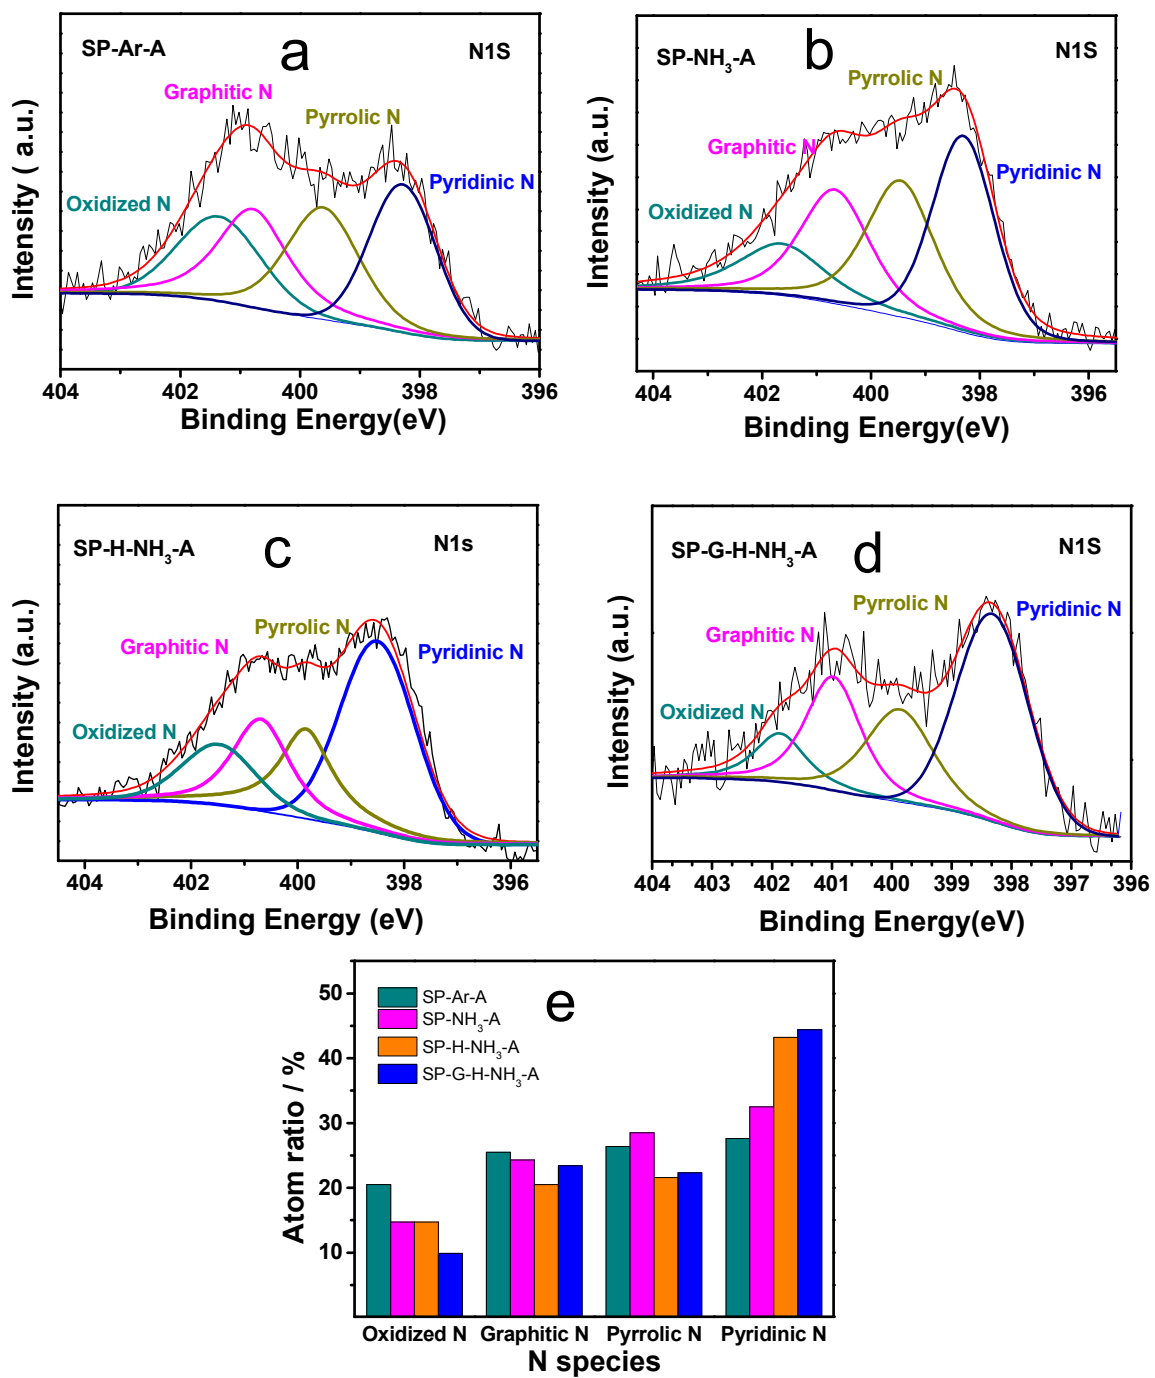 SP-Ar-A
a
N1S
Graphitic N
Pyrrolic N
Pyridinic N
Oxidized N
Intensity ( a.u.)
404 402 400 398 396
Binding Energy(eV)
SP-NH3-A
b
N1S
Pyrrolic N
Graphitic N
Pyridinic N
Oxidized N
Intensity (a.u.)
404 402 400 398 396
Binding Energy(eV)
SP-H-NH3-A
c
N1s
Pyrrolic N
Graphitic N
Pyridinic N
Oxidized N
Intensity (a.u.)
404 402 400 398 396
Binding Energy (eV)
SP-G-H-NH3-A
d
N1S
Pyrrolic N
Pyridinic N
Graphitic N
Oxidized N
Intensity (a.u.)
404 403 402 401 400 399 398 397 396
Binding Energy(eV)
e
SP-Ar-A
SP-NH3-A
SP-H-NH3-A
SP-G-H-NH3-A
50
40
30
20
10
Atom ratio / %
Oxidized N Graphitic N Pyrrolic N Pyridinic N
N species